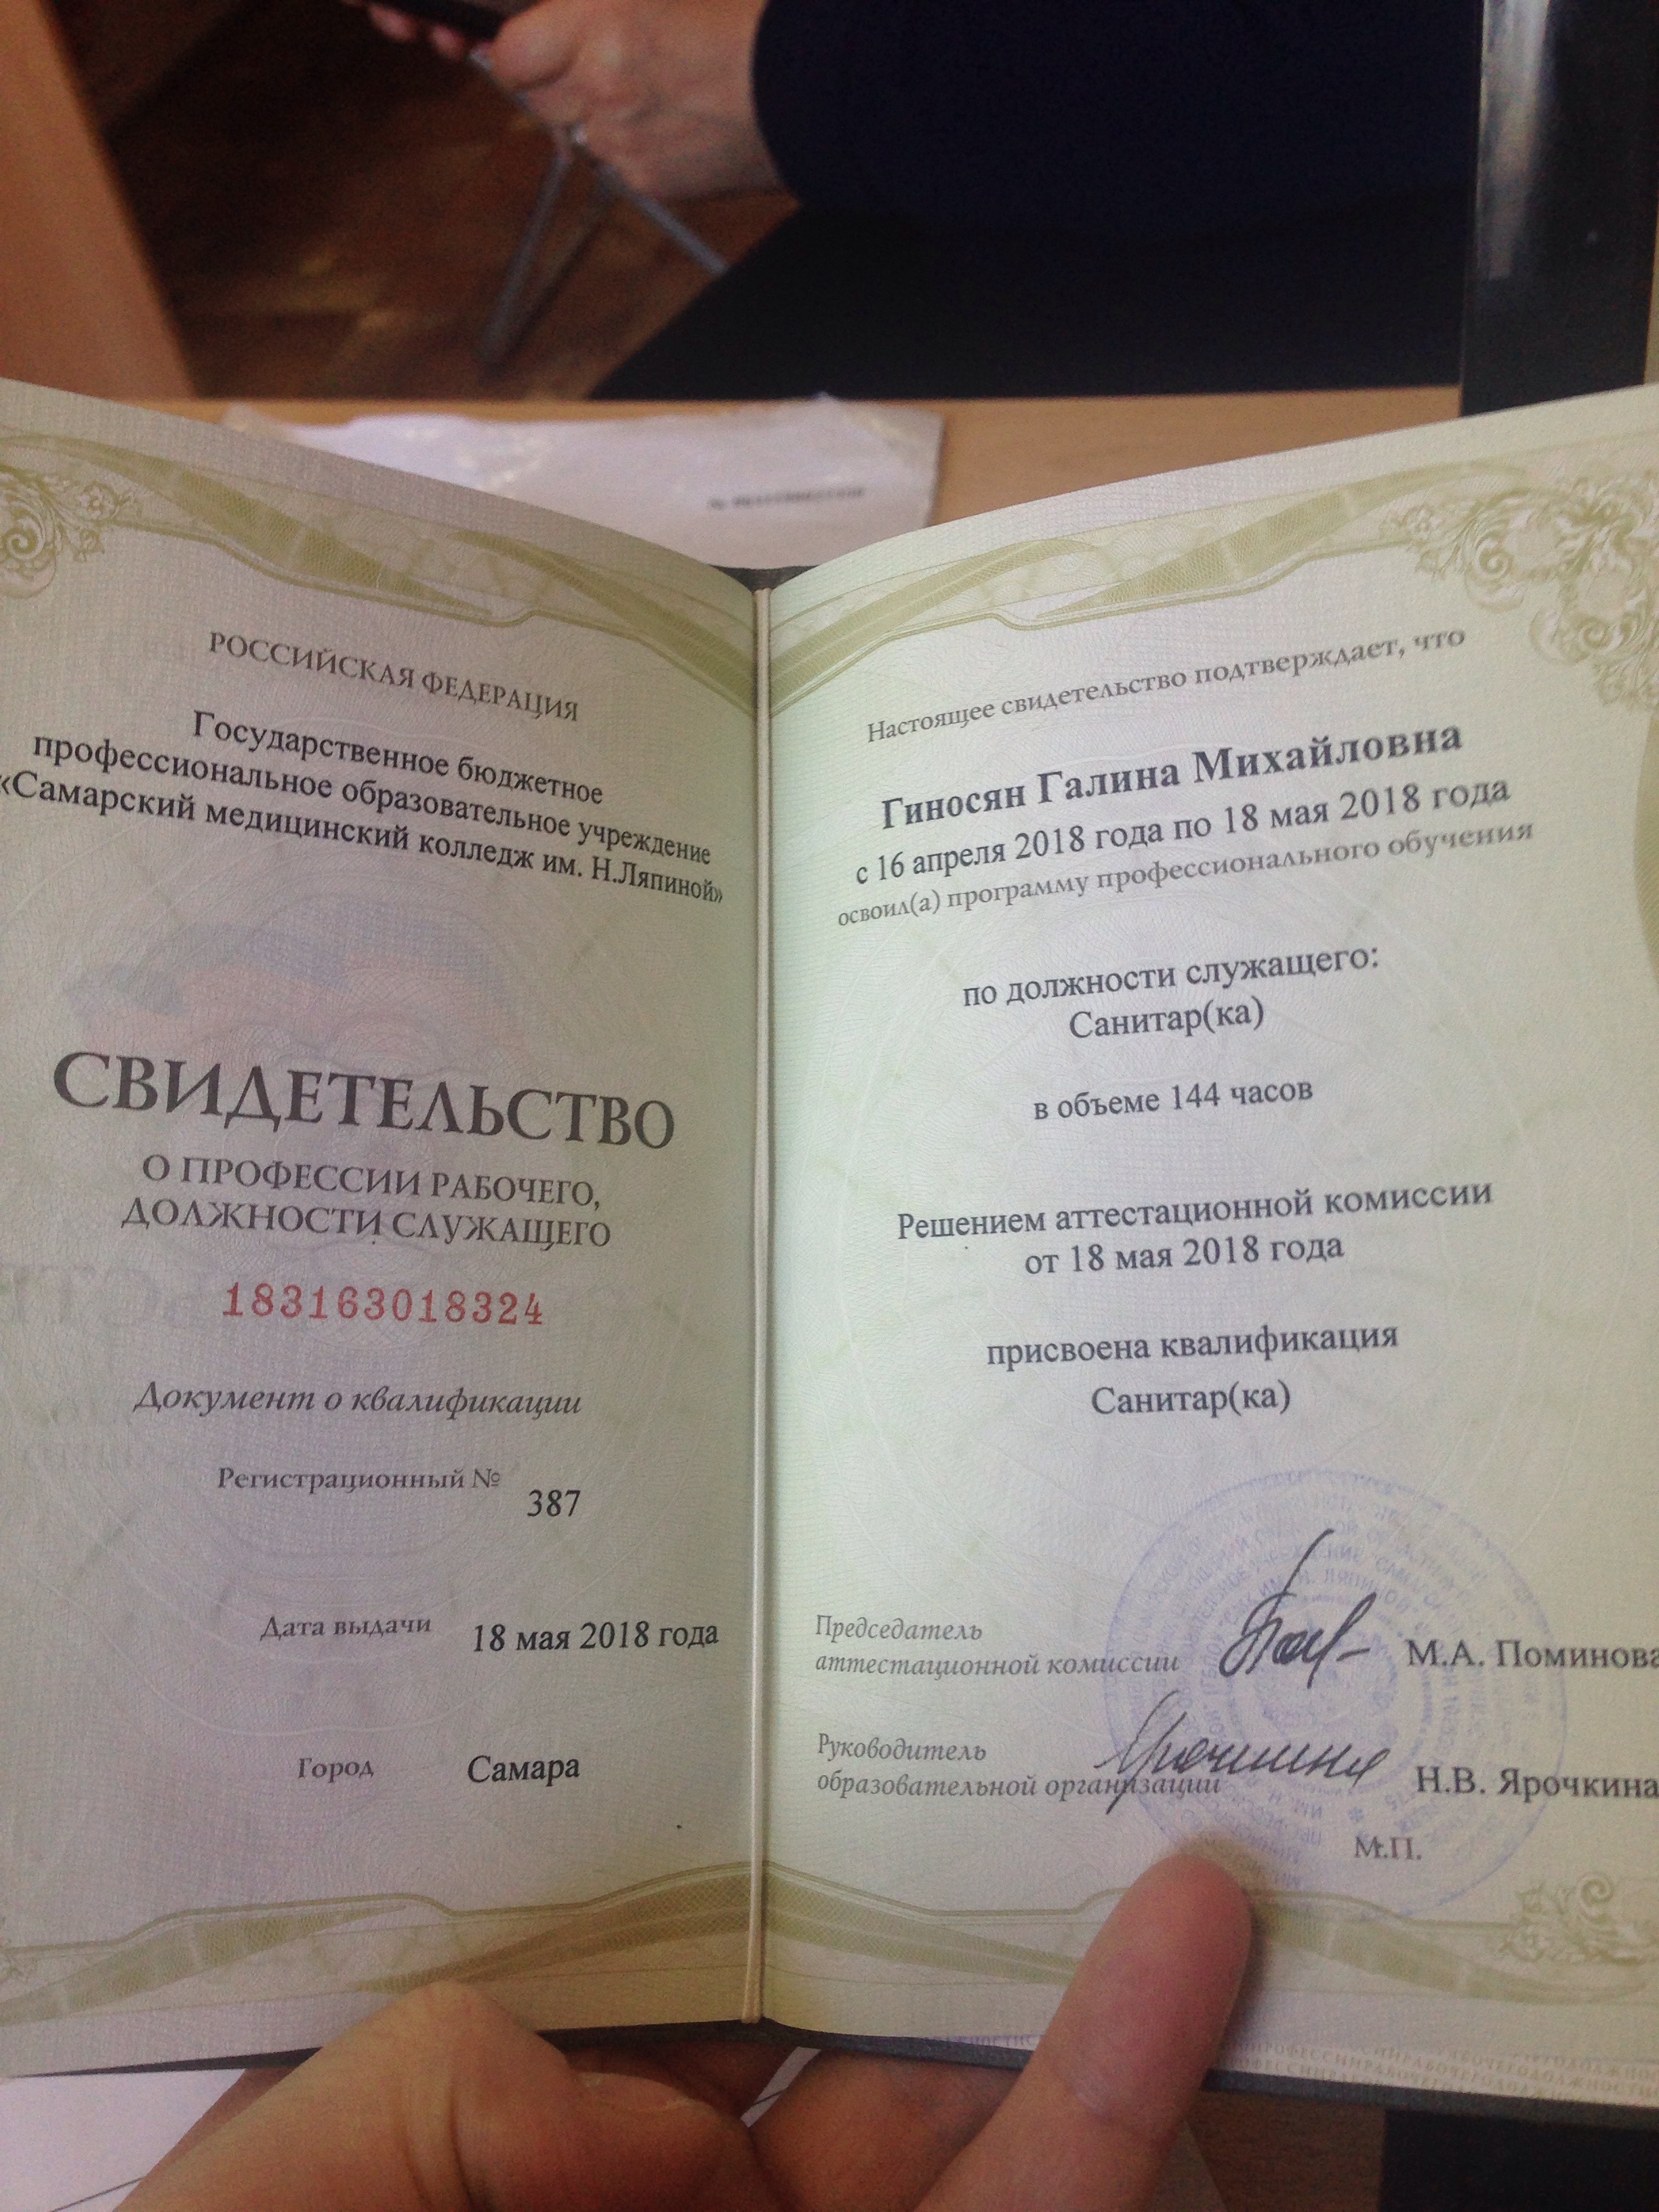 РОССИЙСКАЯ ФЕДЕРАЦИЯ
Государственное бюджетное
профессиональное образовательное учреждение
«Самарский медицинский колледж им. Н.Ляпиной»
СВИДЕТЕЛЬСТВО
О ПРОФЕССИИ РАБОЧЕГО,
ДОЛЖНОСТИ СЛУЖАЩЕГО
183163018324
Документ о квалификации
Регистрационный №
387
Дата выдачи 18 мая 2018 года
Город Самара
Настоящее свидетельство подтверждает, что
Гиносян Галина Михайловна
с 16 апреля 2018 года по 18 мая 2018 года
освоил(а) программу профессионального обучения
по должности служащего:
Санитар(ка)
в объеме 144 часов
Решением аттестационной комиссии
от 18 мая 2018 года
присвоена квалификация
Санитар(ка)
Председатель
аттестационной комиссии М.А. Поминова
Руководитель
образовательной организации Н.В. Ярочкина
М.П.